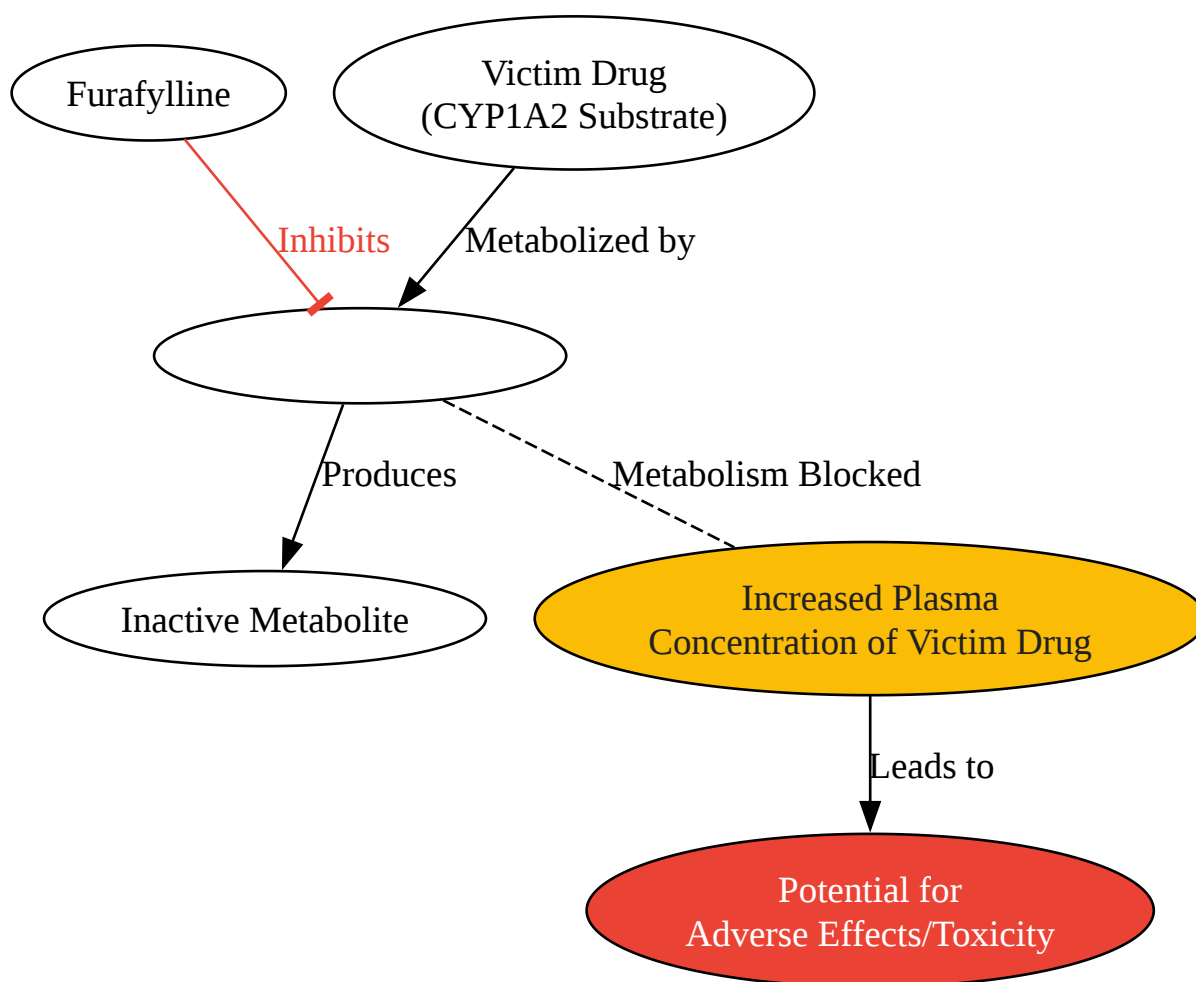 Furafylline
Victim Drug
(CYP1A2 Substrate)
Inhibits
Metabolized by
Produces
Metabolism Blocked
Inactive Metabolite
Increased Plasma
Concentration of Victim Drug
Leads to
Potential for
Adverse Effects/Toxicity